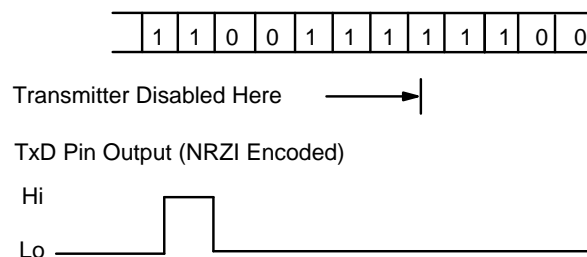 1 1 0 0 1 1 1 1 1 1 0 0
Transmitter Disabled Here
TxD Pin Output (NRZI Encoded)
Hi
Lo